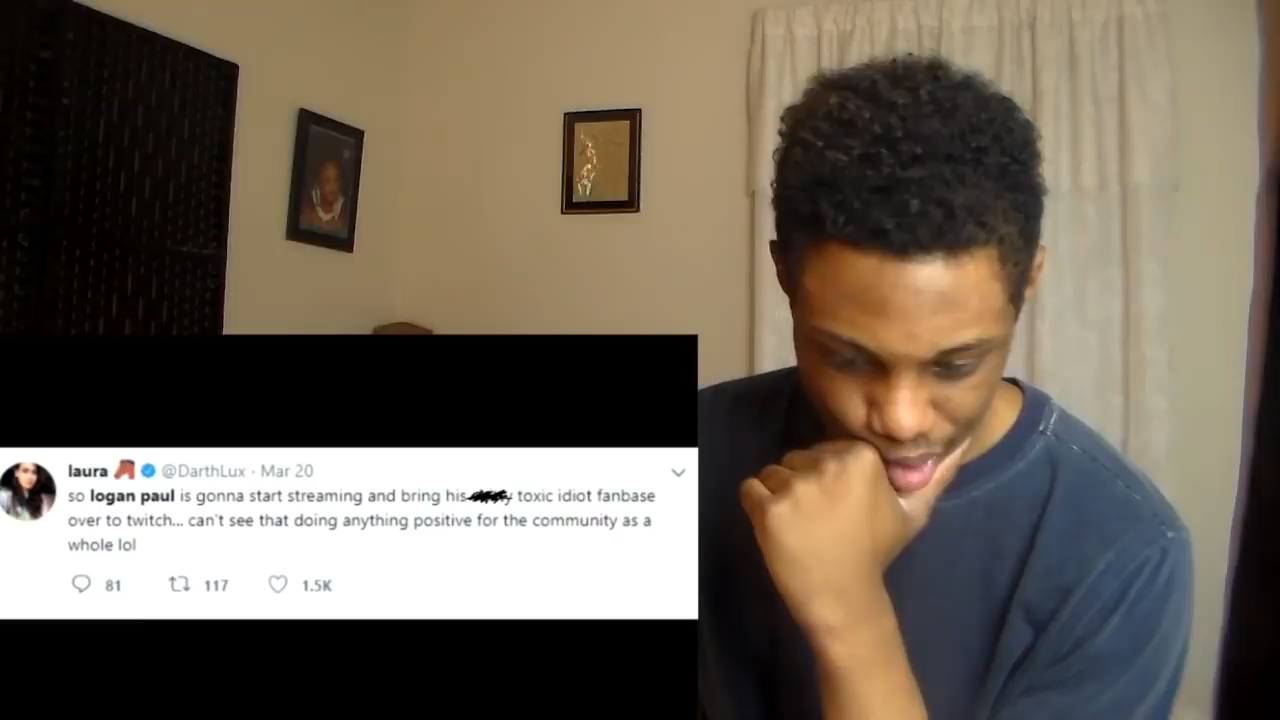 laura @DarthLux · Mar 20
so logan paul is gonna start streaming and bring his toxic idiot fanbase
over to twitch... can't see that doing anything positive for the community as a
whole lol
81 117 1.5K